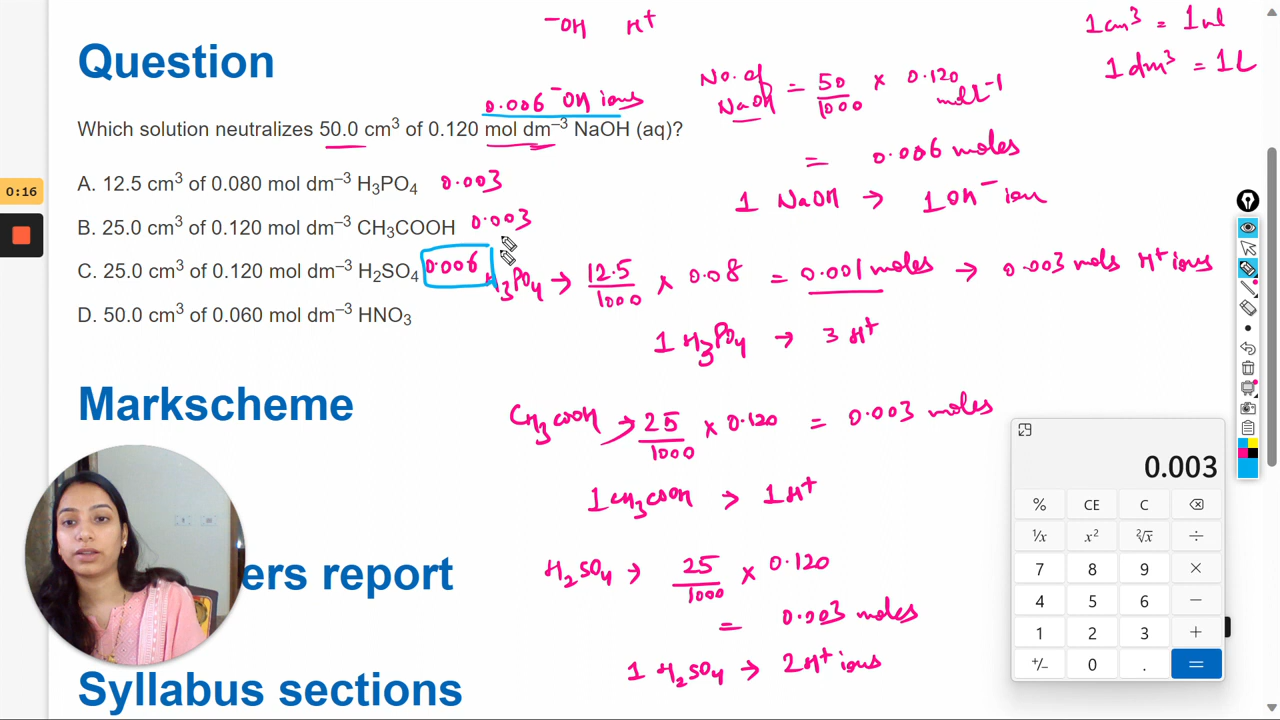 ⁻OH H⁺
1cm³ = 1ml
1dm³ = 1L
Question
No. of NaOH = 50/1000 × 0.120 mol L⁻¹
0.006 ⁻OH ions
Which solution neutralizes 50.0 cm³ of 0.120 mol dm⁻³ NaOH (aq)?
= 0.006 moles
A. 12.5 cm³ of 0.080 mol dm⁻³ H₃PO₄ 0.003
1 NaOH → 1OH⁻ ion
0:16
B. 25.0 cm³ of 0.120 mol dm⁻³ CH₃COOH 0.003
C. 25.0 cm³ of 0.120 mol dm⁻³ H₂SO₄ 0.006
H₃PO₄ → 12.5/1000 × 0.08 = 0.001 moles → 0.003 mols H⁺ ions
D. 50.0 cm³ of 0.060 mol dm⁻³ HNO₃
1 H₃PO₄ → 3 H⁺
Markscheme
CH₃COOH → 25/1000 × 0.120 = 0.003 moles
1CH₃COOH → 1H⁺
H₂SO₄ → 25/1000 × 0.120
= 0.003 moles
1 H₂SO₄ → 2H⁺ ions
ers report
Syllabus sections
0.003
% CE C ⌫
¹/x x² ²√x ÷
7 8 9 ×
4 5 6 −
1 2 3 +
+/− 0 . =